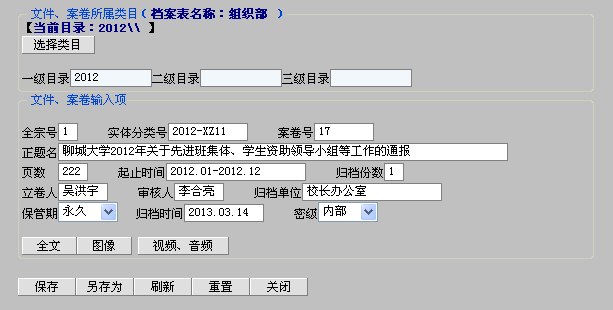 文件、案卷所属类目(档案表名称：组织部 )
【当前目录：2012\\ 】
选择类目
一级目录 2012 二级目录 三级目录
文件、案卷输入项
全宗号 1 实体分类号 2012-XZ11 案卷号 17
正题名 聊城大学2012年关于先进班集体、学生资助领导小组等工作的通报
页数 222 起止时间 2012.01-2012.12 归档份数 1
立卷人 吴洪宇 审核人 李合亮 归档单位 校长办公室
保管期 永久 归档时间 2013.03.14 密级 内部
全文 图像 视频、音频
保存 另存为 刷新 重置 关闭